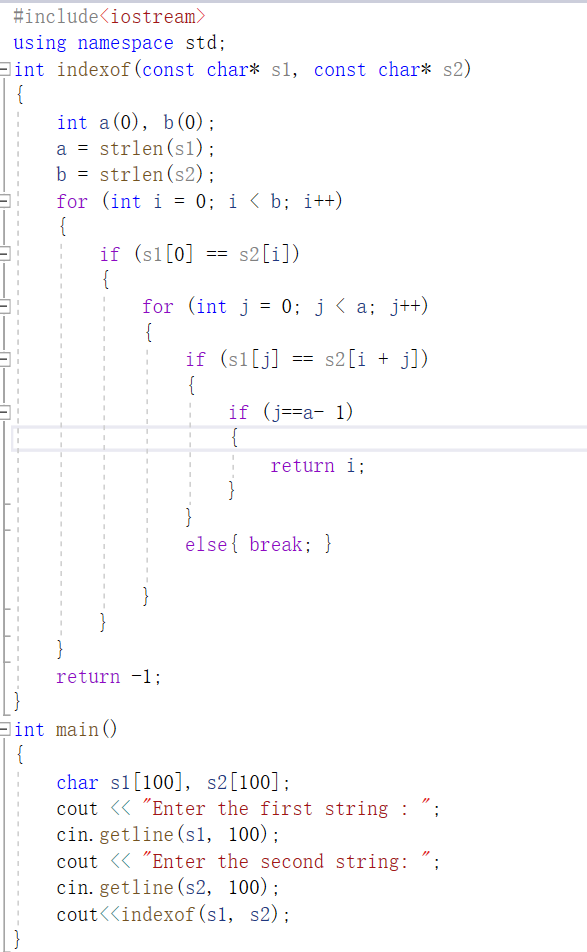 #include<iostream>
using namespace std;
int indexof(const char* s1, const char* s2)
{
    int a(0), b(0);
    a = strlen(s1);
    b = strlen(s2);
    for (int i = 0; i < b; i++)
    {
        if (s1[0] == s2[i])
        {
            for (int j = 0; j < a; j++)
            {
                if (s1[j] == s2[i + j])
                {
                    if (j==a- 1)
                    {
                        return i;
                    }
                }
                else{ break; }
            }
        }
    }
    return -1;
}
int main()
{
    char s1[100], s2[100];
    cout << "Enter the first string : ";
    cin.getline(s1, 100);
    cout << "Enter the second string: ";
    cin.getline(s2, 100);
    cout<<indexof(s1, s2);
}